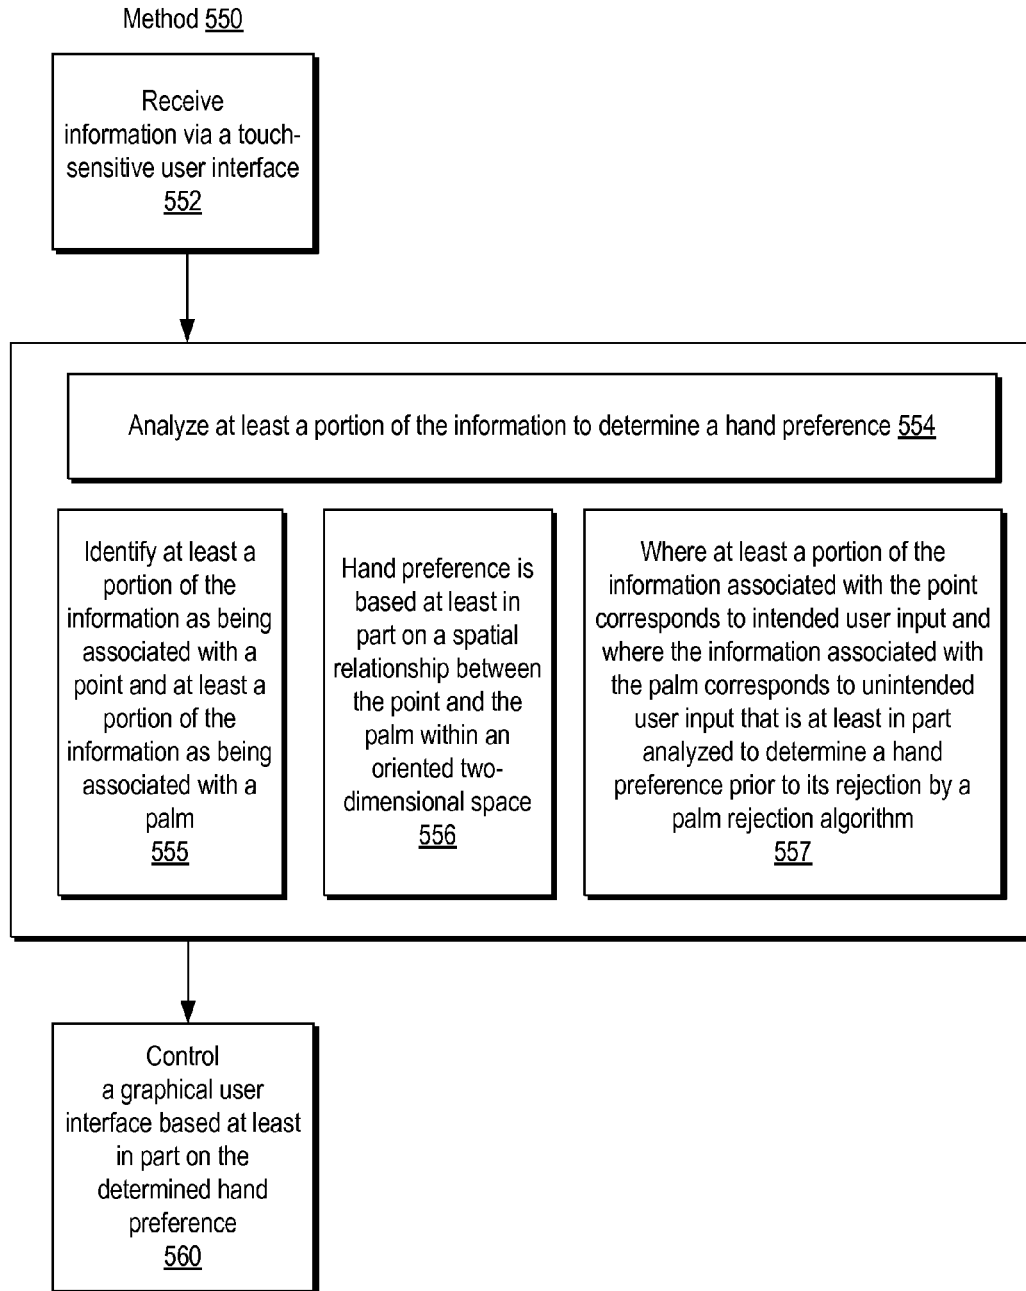 Method 550
Receive
information via a touch-
sensitive user interface
552
Analyze at least a portion of the information to determine a hand preference 554
Identify at least a
portion of the
information as being
associated with a
point and at least a
portion of the
information as being
associated with a
palm
555
Hand preference is
based at least in
part on a spatial
relationship between
the point and the
palm within an
oriented two-
dimensional space
556
Where at least a portion of the
information associated with the point
corresponds to intended user input and
where the information associated with
the palm corresponds to unintended
user input that is at least in part
analyzed to determine a hand
preference prior to its rejection by a
palm rejection algorithm
557
Control
a graphical user
interface based at least
in part on the
determined hand
preference
560